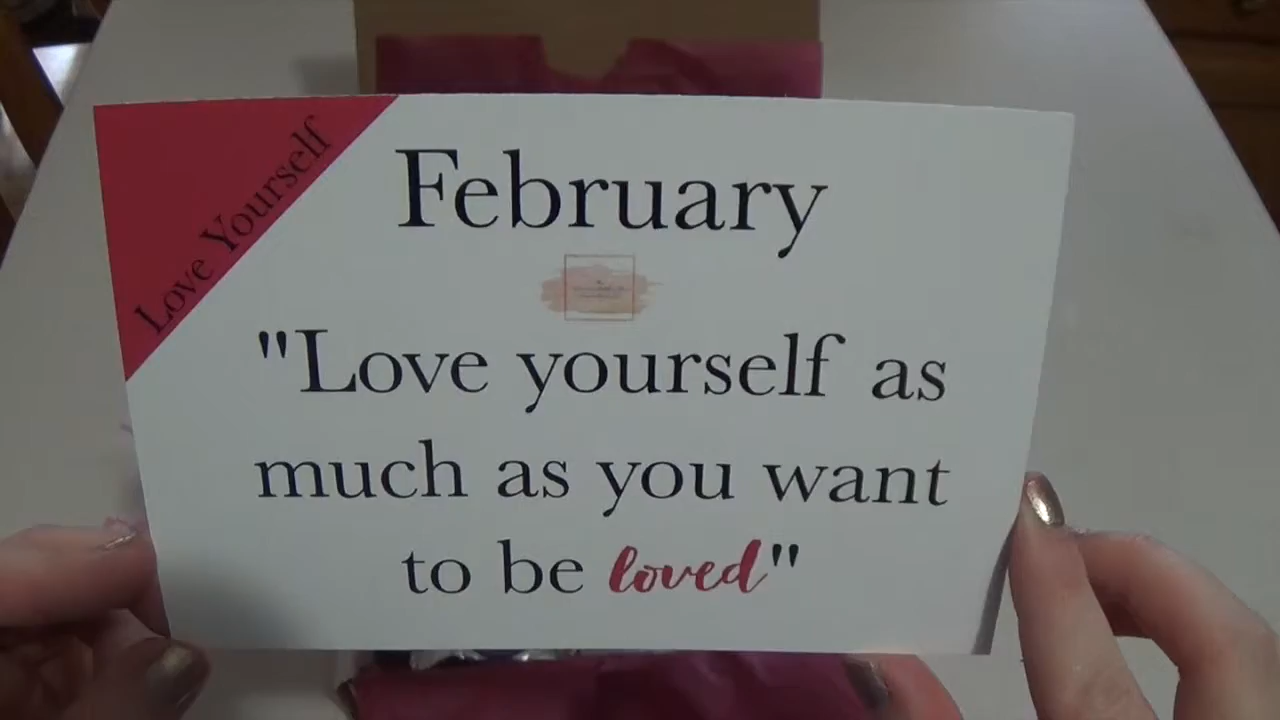 Love Yourself
February
"Love yourself as
much as you want
to be loved"